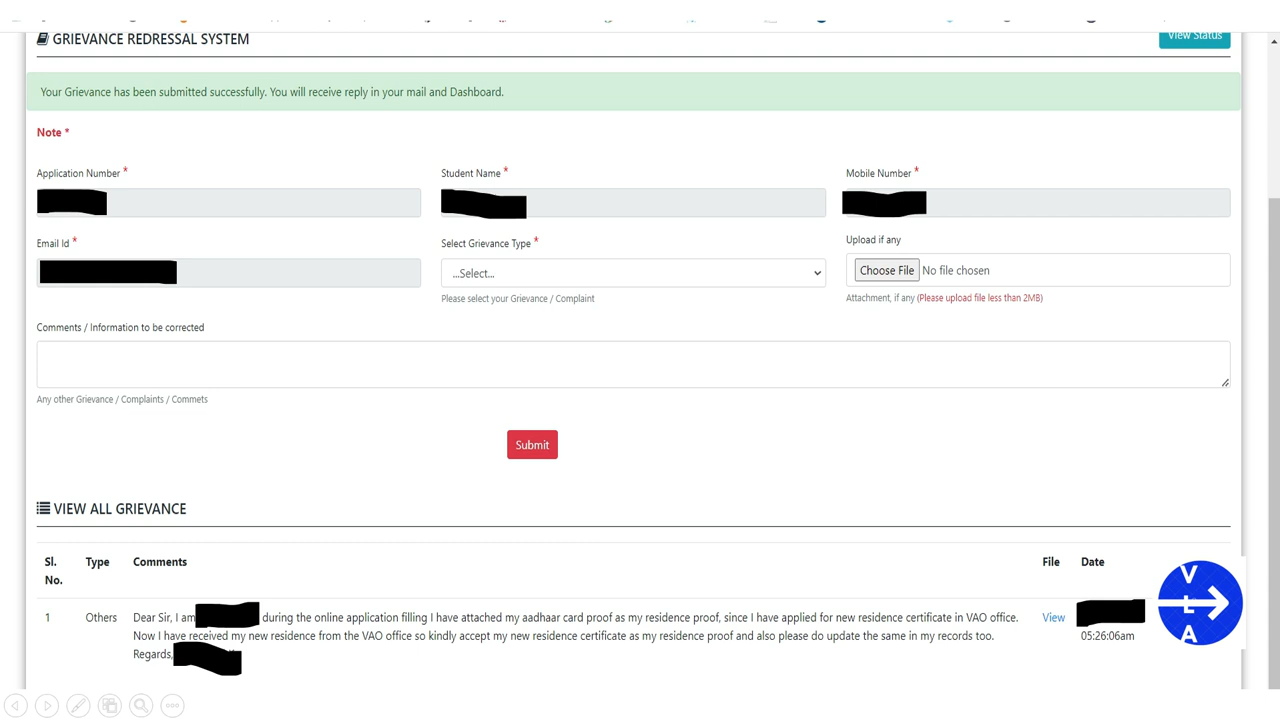 GRIEVANCE REDRESSAL SYSTEM
View Status
Your Grievance has been submitted successfully. You will receive reply in your mail and Dashboard.
Note *
Application Number *
Student Name *
Mobile Number *
Email Id *
Select Grievance Type *
Upload if any
...Select...
Choose File No file chosen
Please select your Grievance / Complaint
Attachment, if any (Please upload file less than 2MB)
Comments / Information to be corrected
Any other Grievance / Complaints / Commets
Submit
VIEW ALL GRIEVANCE
Sl. No.
Type
Comments
File
Date
1
Others
Dear Sir, I am during the online application filling I have attached my aadhaar card proof as my residence proof, since I have applied for new residence certificate in VAO office.
Now I have received my new residence from the VAO office so kindly accept my new residence certificate as my residence proof and also please do update the same in my records too.
Regards,
View
05:26:06am
V
L
A